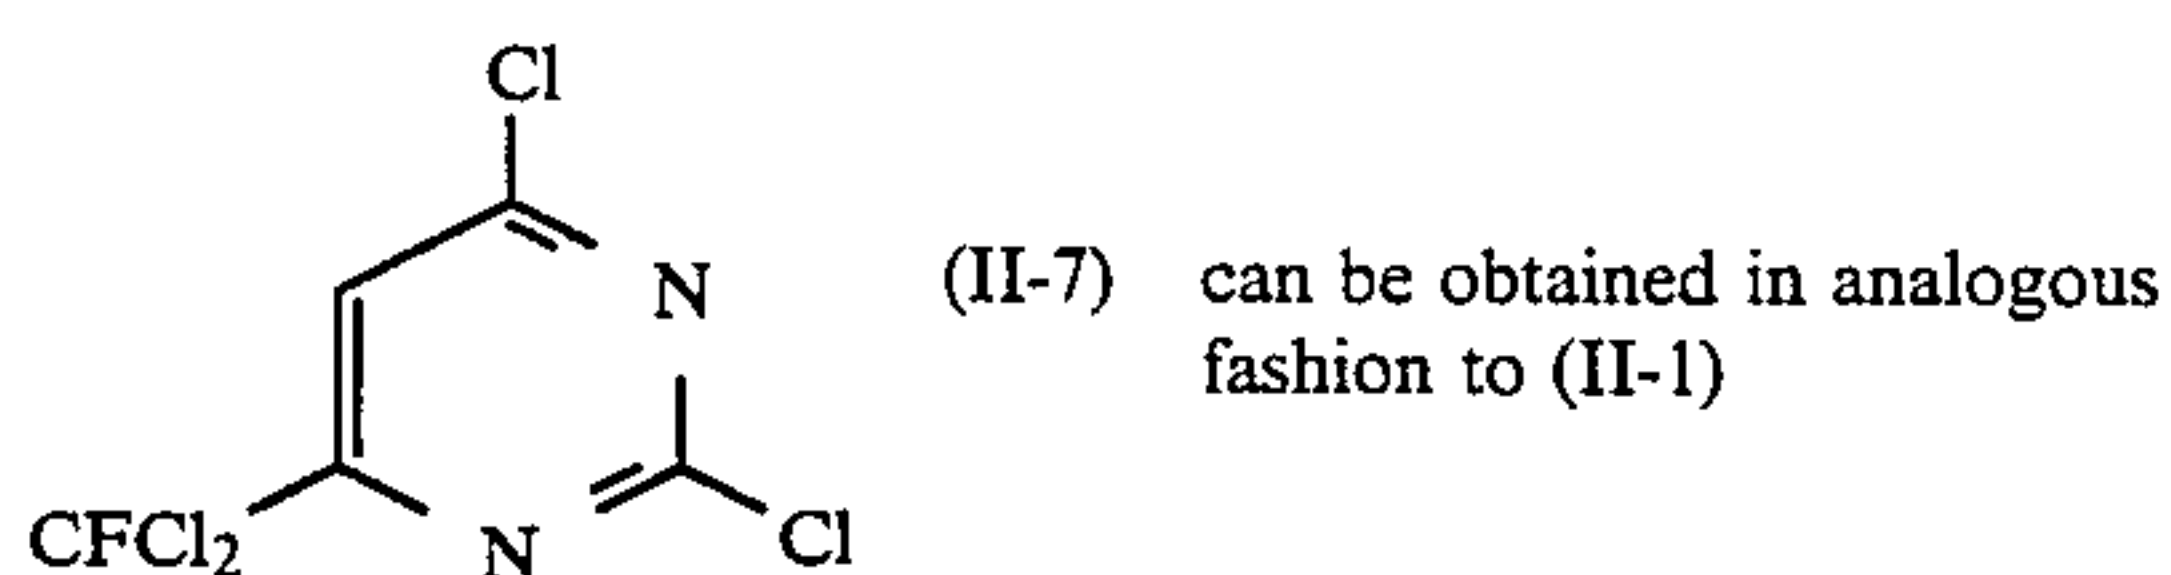 Cl
N
(II-7) can be obtained in analogous
fashion to (II-1)
CFCl2
N
Cl